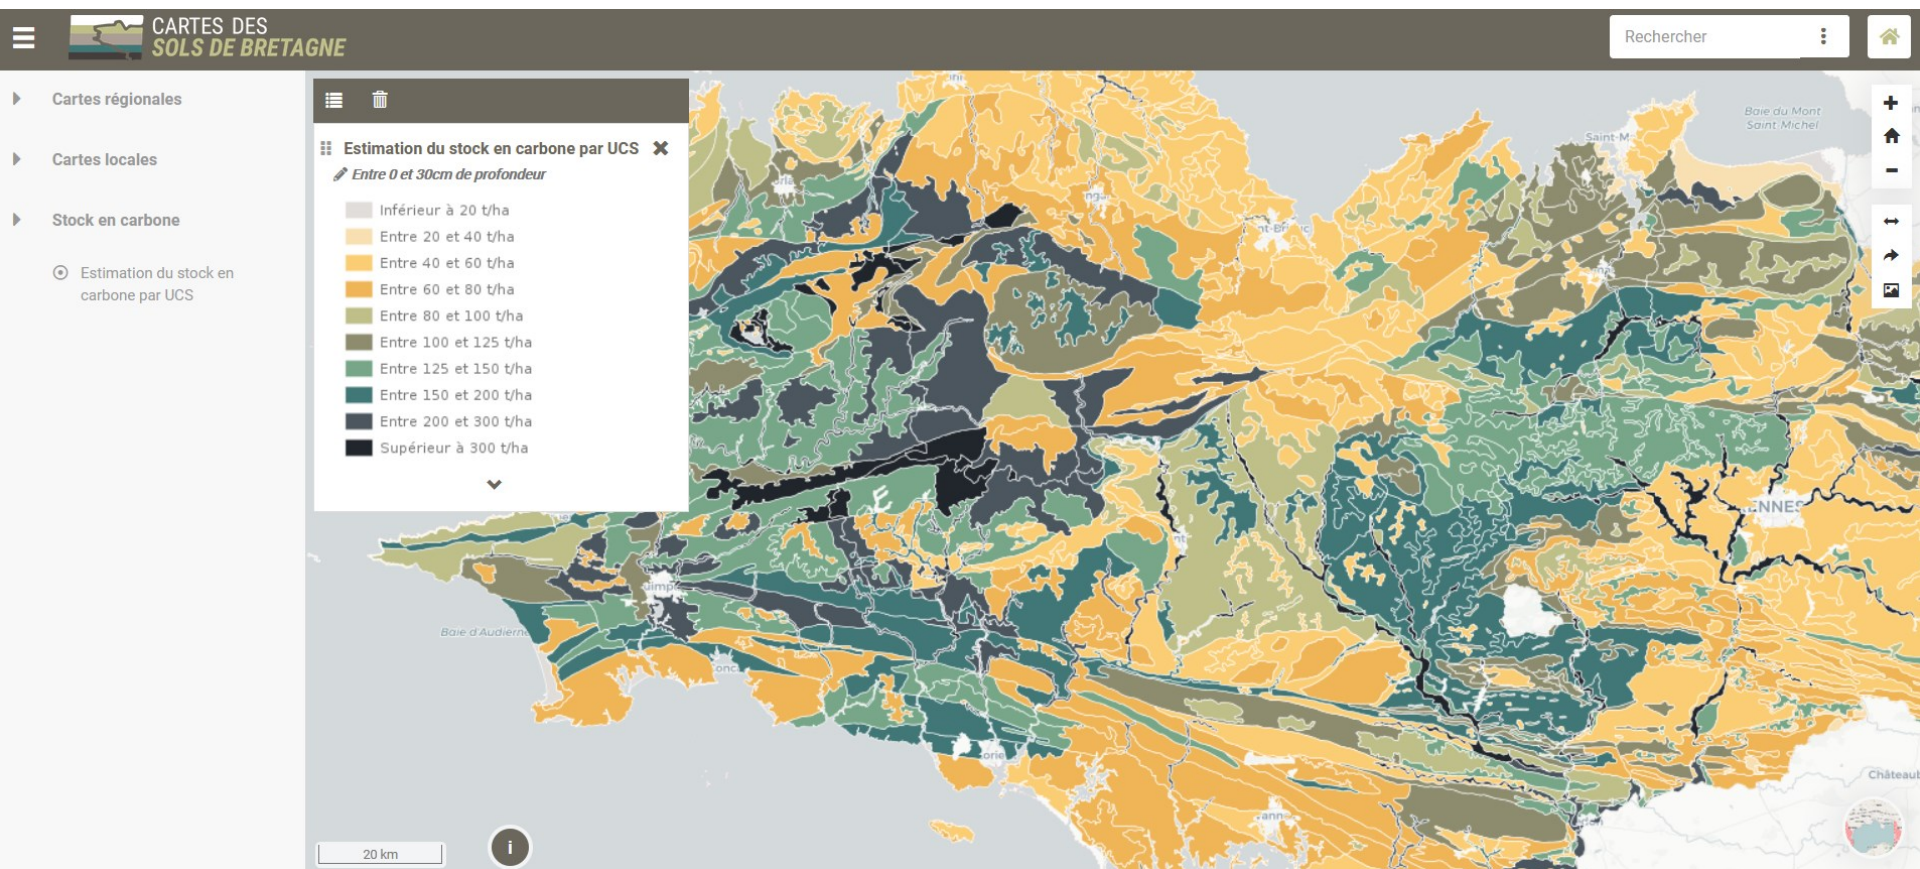 CARTES DES
SOLS DE BRETAGNE
Rechercher
Cartes régionales
Cartes locales
Stock en carbone
Estimation du stock en
carbone par UCS
Estimation du stock en carbone par UCS
Entre 0 et 30cm de profondeur
Inférieur à 20 t/ha
Entre 20 et 40 t/ha
Entre 40 et 60 t/ha
Entre 60 et 80 t/ha
Entre 80 et 100 t/ha
Entre 100 et 125 t/ha
Entre 125 et 150 t/ha
Entre 150 et 200 t/ha
Entre 200 et 300 t/ha
Supérieur à 300 t/ha
Baie du Mont
Saint Michel
Saint-M
ENNES
Baie d'Audierne
Châteaub
20 km
i